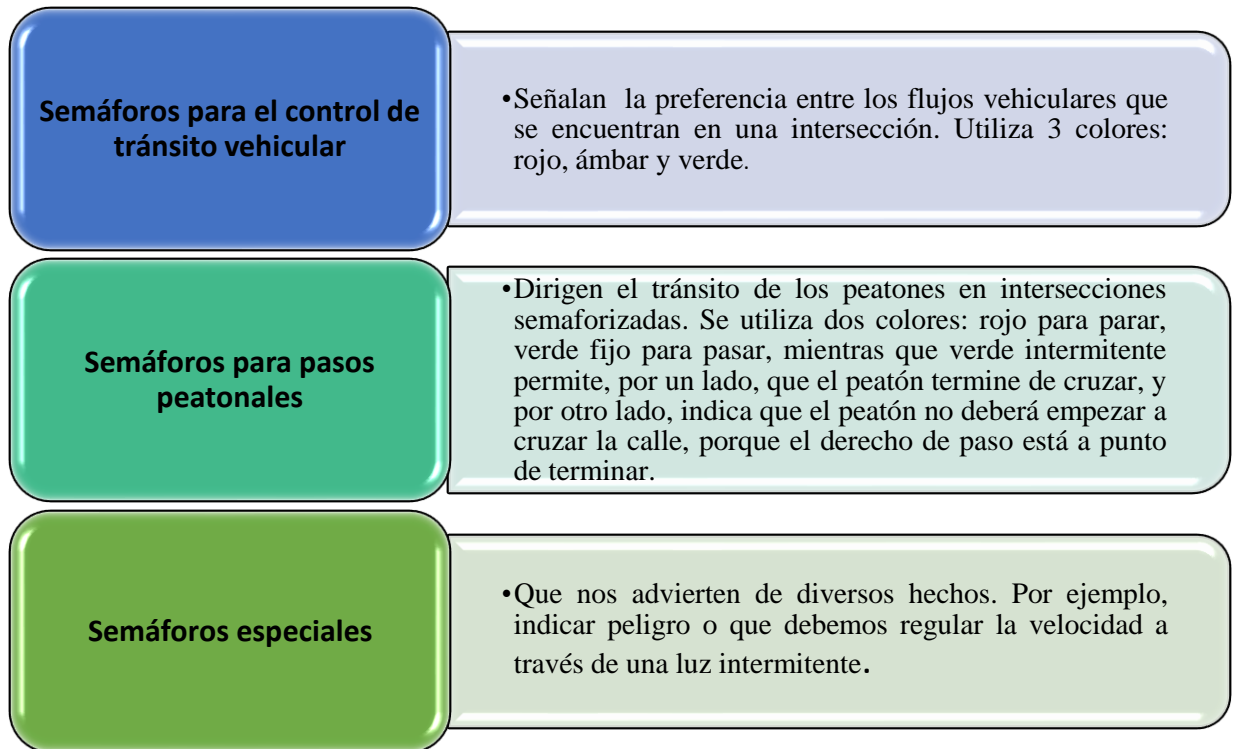 Semáforos para el control de
tránsito vehicular
•Señalan la preferencia entre los flujos vehiculares que
se encuentran en una intersección. Utiliza 3 colores:
rojo, ámbar y verde.
Semáforos para pasos
peatonales
•Dirigen el tránsito de los peatones en intersecciones
semaforizadas. Se utiliza dos colores: rojo para parar,
verde fijo para pasar, mientras que verde intermitente
permite, por un lado, que el peatón termine de cruzar, y
por otro lado, indica que el peatón no deberá empezar a
cruzar la calle, porque el derecho de paso está a punto
de terminar.
Semáforos especiales
•Que nos advierten de diversos hechos. Por ejemplo,
indicar peligro o que debemos regular la velocidad a
través de una luz intermitente.